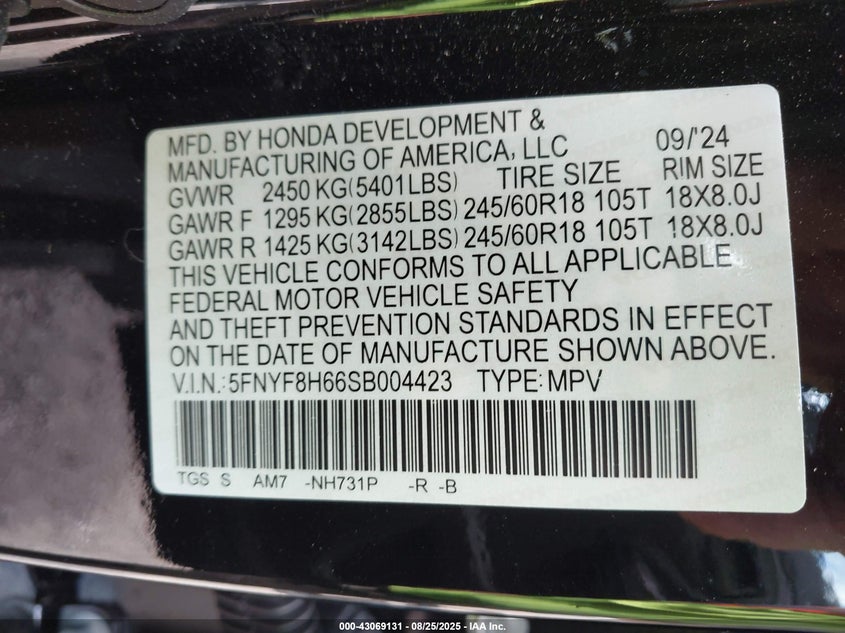 MFD. BY HONDA DEVELOPMENT &
MANUFACTURING OF AMERICA, LLC 09/'24
GVWR 2450 KG(5401LBS) TIRE SIZE RIM SIZE
GAWR F 1295 KG(2855LBS) 245/60R18 105T 18X8.0J
GAWR R 1425 KG(3142LBS) 245/60R18 105T 18X8.0J
THIS VEHICLE CONFORMS TO ALL APPLICABLE
FEDERAL MOTOR VEHICLE SAFETY
AND THEFT PREVENTION STANDARDS IN EFFECT
ON THE DATE OF MANUFACTURE SHOWN ABOVE.
V.I.N.:5FNYF8H66SB004423 TYPE: MPV
TGS S AM7 -NH731P -R -B
000-43069131 - 08/25/2025 - IAA Inc.